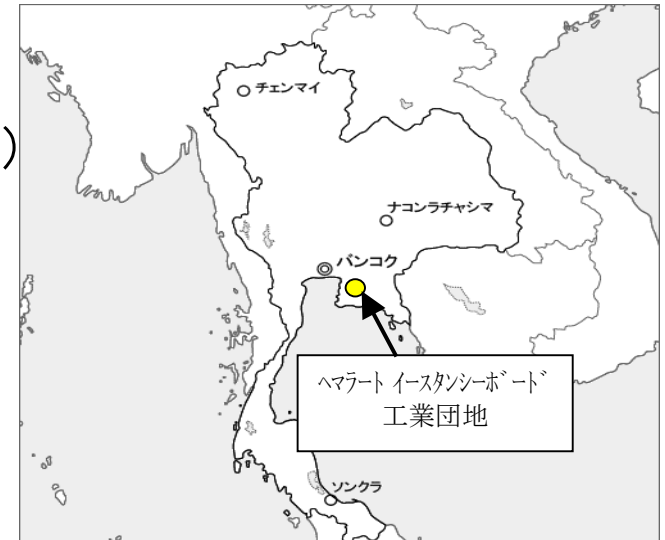 チェンマイ
)
ナコンラチャシマ
バンコク
ヘマラート イースタンシーボード
工業団地
ソンクラ